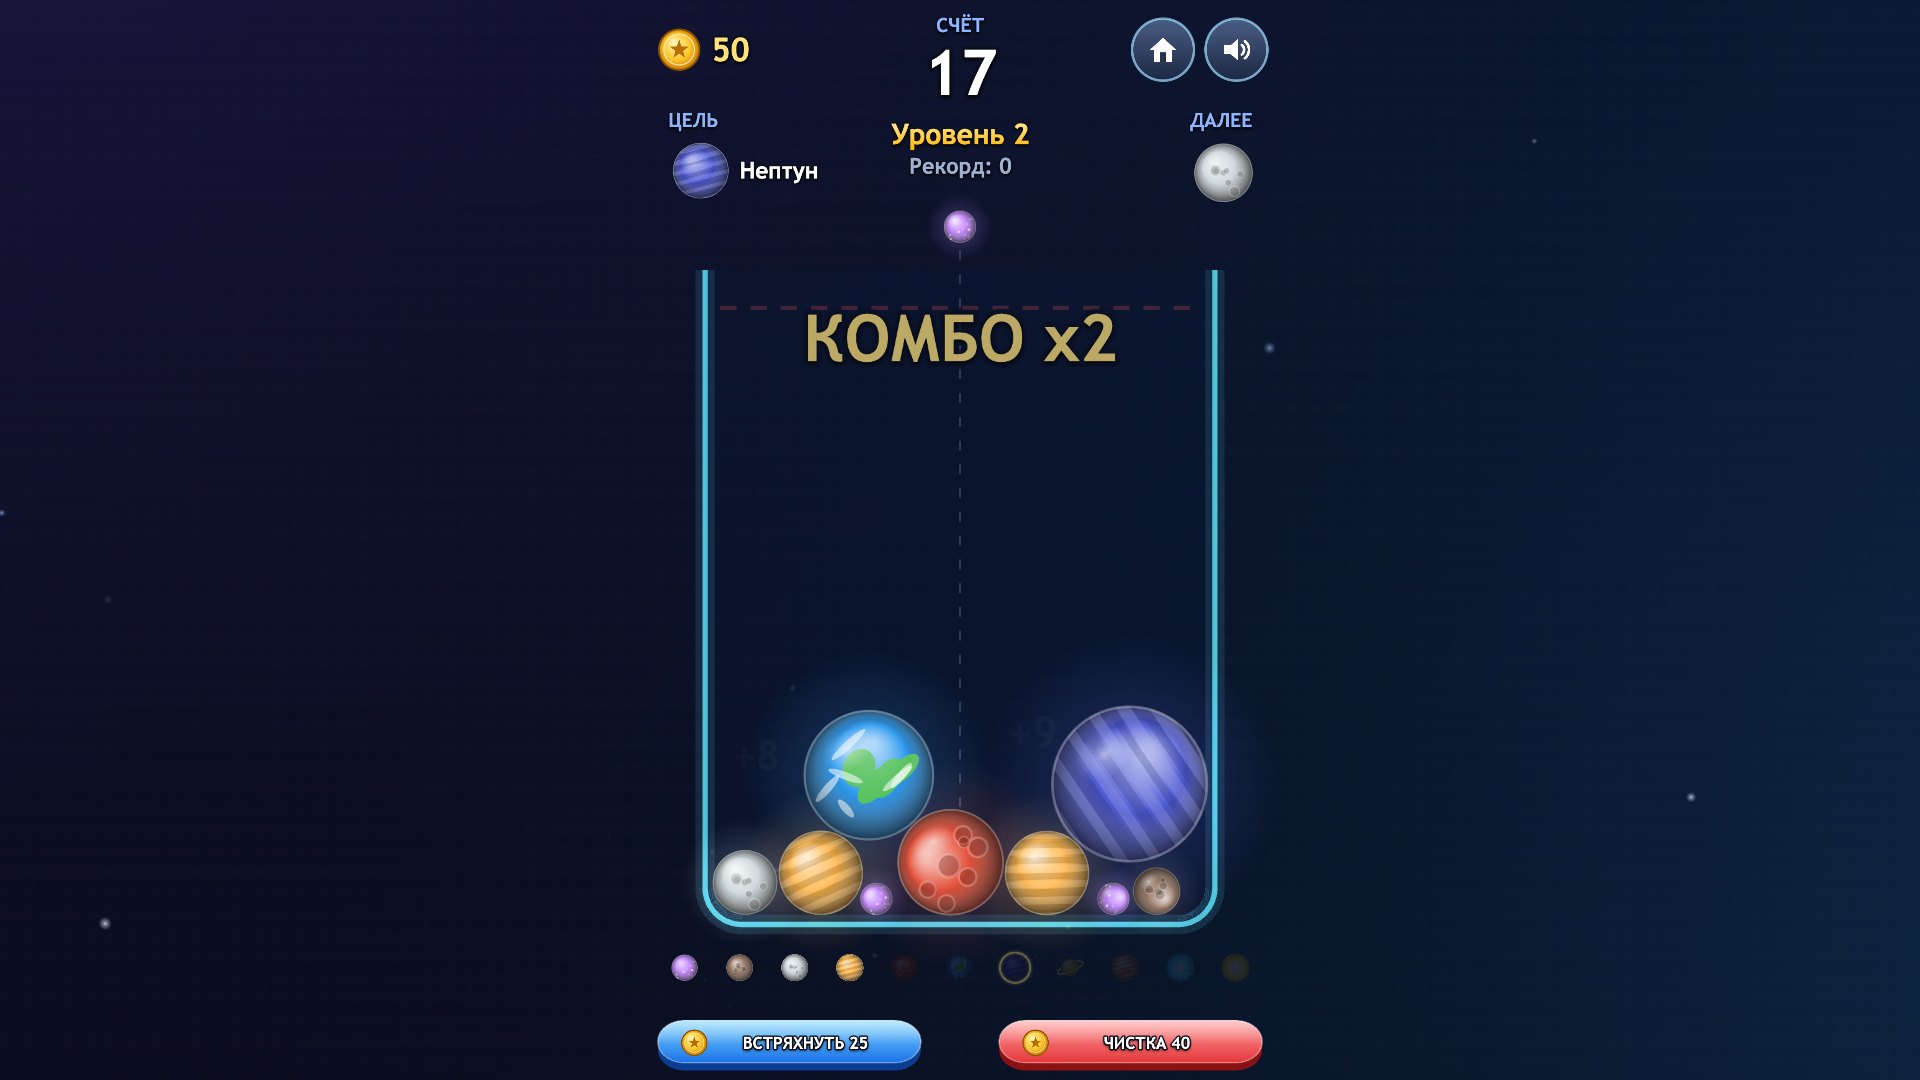 50
СЧЁТ
17
ЦЕЛЬ
Нептун
Уровень 2
Рекорд: 0
ДАЛЕЕ
КОМБО x2
+8
+9
ВСТРЯХНУТЬ 25
ЧИСТКА 40